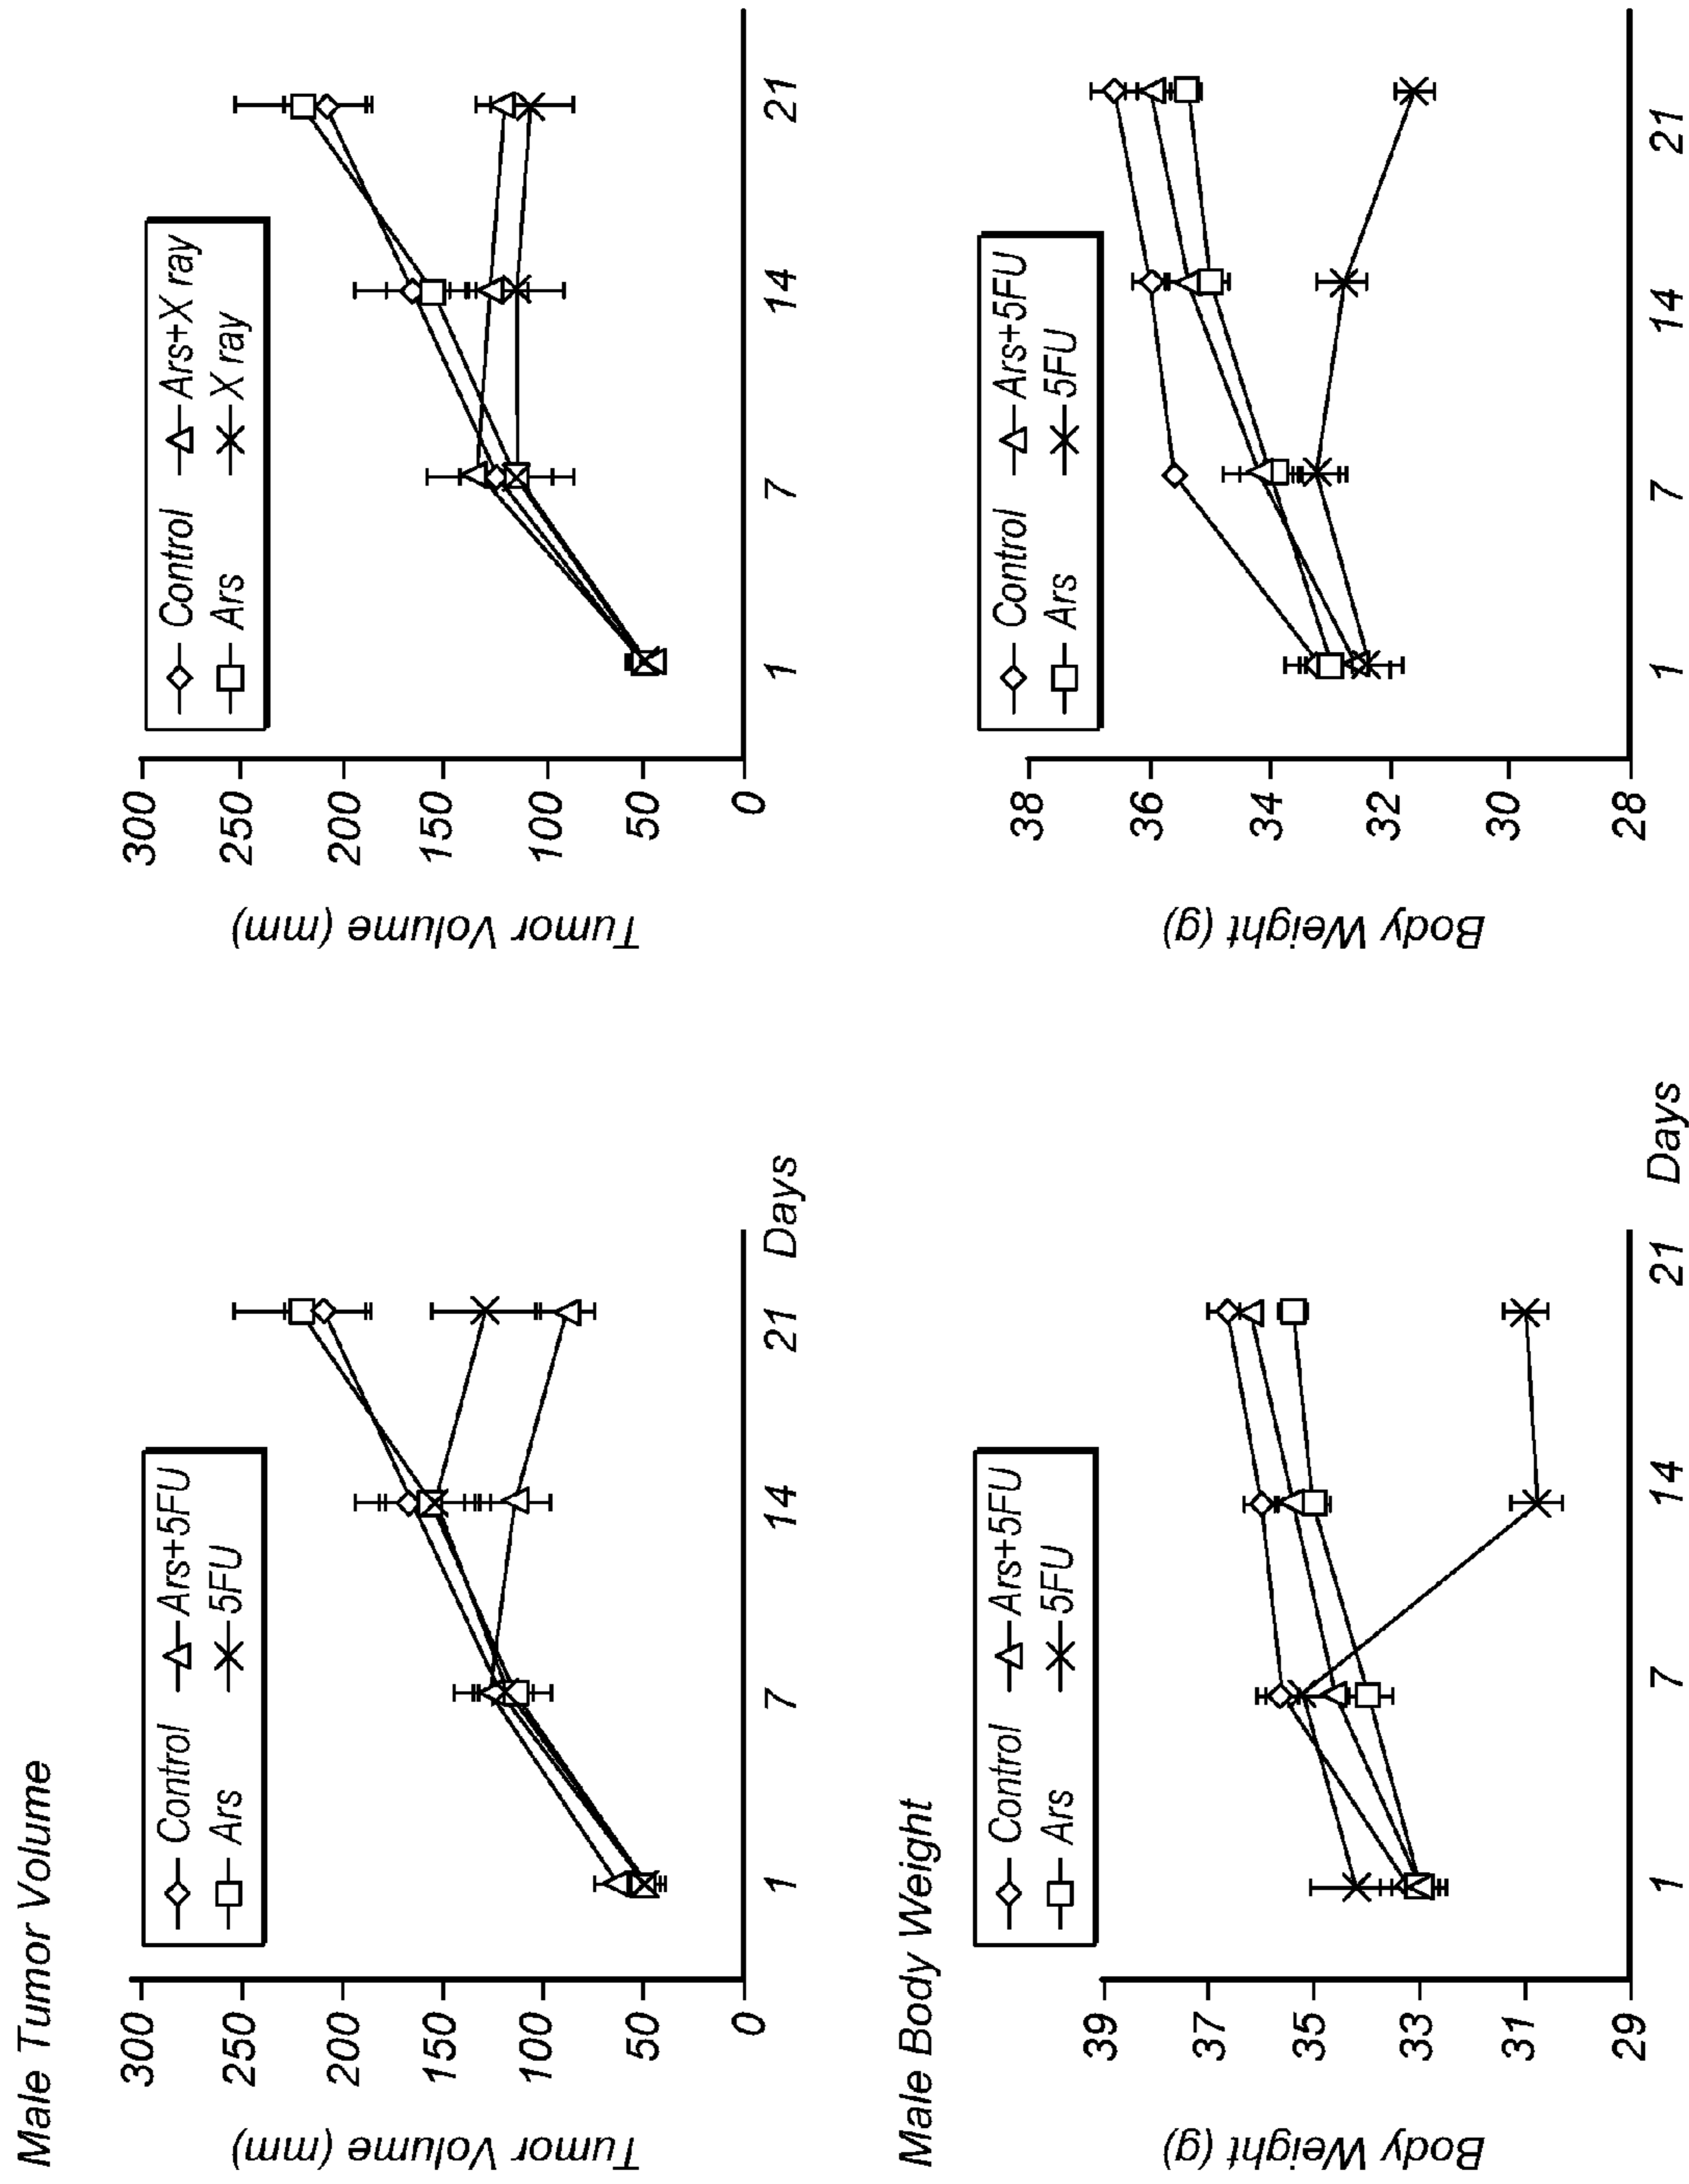 Male Tumor Volume
Tumor Volume (mm)
300
250
200
150
100
50
0
Control
Ars+5FU
Ars
5FU
1
7
14
21
Days
Tumor Volume (mm)
300
250
200
150
100
50
0
Control
Ars+X ray
Ars
X ray
1
7
14
21
Male Body Weight
Body Weight (g)
39
37
35
33
31
29
Control
Ars+5FU
Ars
5FU
1
7
14
21
Days
Body Weight (g)
38
36
34
32
30
28
Control
Ars+5FU
Ars
5FU
1
7
14
21